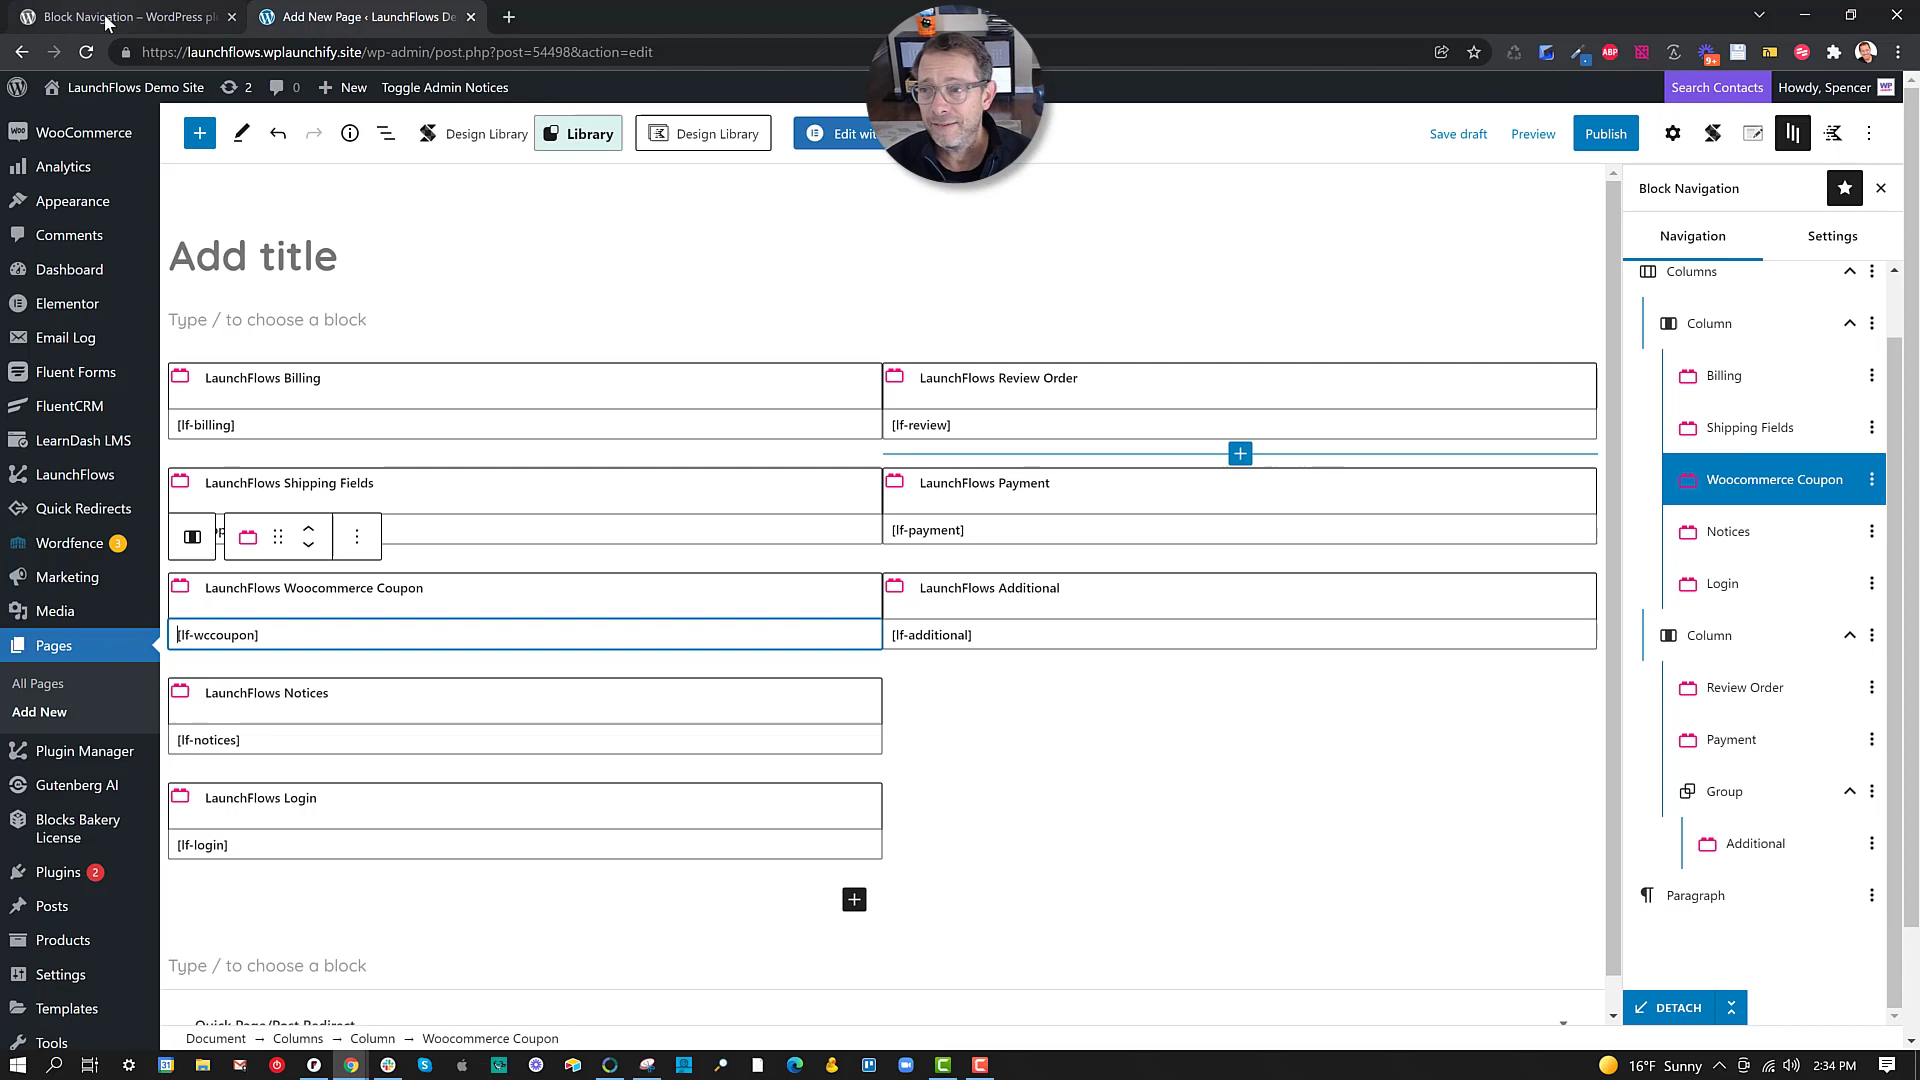 Block Navigation – WordPress pl
Add New Page ‹ LaunchFlows De
https://launchflows.wplaunchify.site/wp-admin/post.php?post=54498&action=edit
ABP
9+
LaunchFlows Demo Site
2
0
New
Toggle Admin Notices
Search Contacts
Howdy, Spencer
WooCommerce
Analytics
Appearance
Comments
Dashboard
Elementor
Email Log
Fluent Forms
FluentCRM
LearnDash LMS
LaunchFlows
Quick Redirects
Wordfence 3
Marketing
Media
Pages
All Pages
Add New
Plugin Manager
Gutenberg AI
Blocks Bakery
License
Plugins 2
Posts
Products
Settings
Templates
Tools
Design Library
Library
Design Library
Edit wi
Save draft
Preview
Publish
Add title
Type / to choose a block
LaunchFlows Billing
[lf-billing]
LaunchFlows Review Order
[lf-review]
LaunchFlows Shipping Fields
LaunchFlows Payment
[lf-payment]
LaunchFlows Woocommerce Coupon
[lf-wccoupon]
LaunchFlows Additional
[lf-additional]
LaunchFlows Notices
[lf-notices]
LaunchFlows Login
[lf-login]
Type / to choose a block
Quick Page/Post Redirect
Document → Columns → Column → Woocommerce Coupon
Block Navigation
Navigation
Settings
Columns
Column
Billing
Shipping Fields
Woocommerce Coupon
Notices
Login
Column
Review Order
Payment
Group
Additional
Paragraph
DETACH
16°F Sunny
2:34 PM